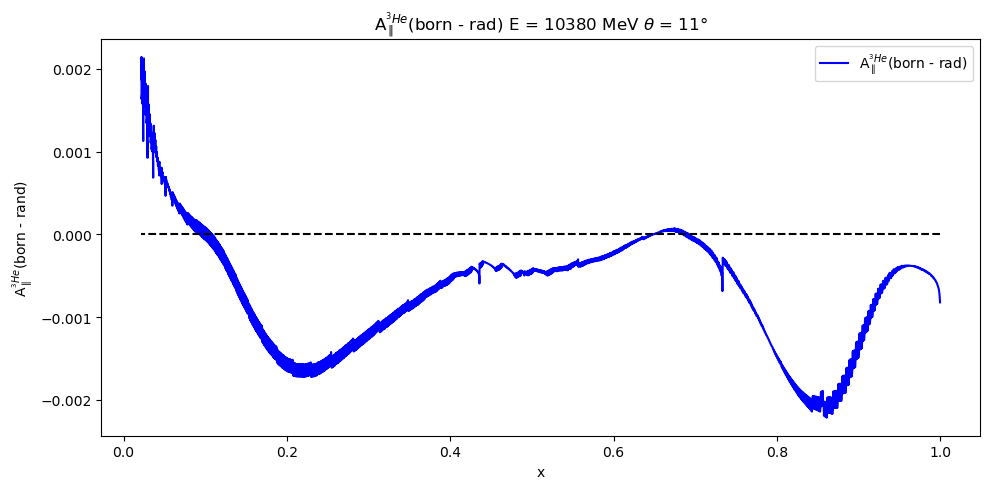 A∥³He(born - rad) E = 10380 MeV θ = 11°
A∥³He(born - rad)
A∥³He(born - rand)
0.002
0.001
0.000
−0.001
−0.002
0.0 0.2 0.4 0.6 0.8 1.0
x